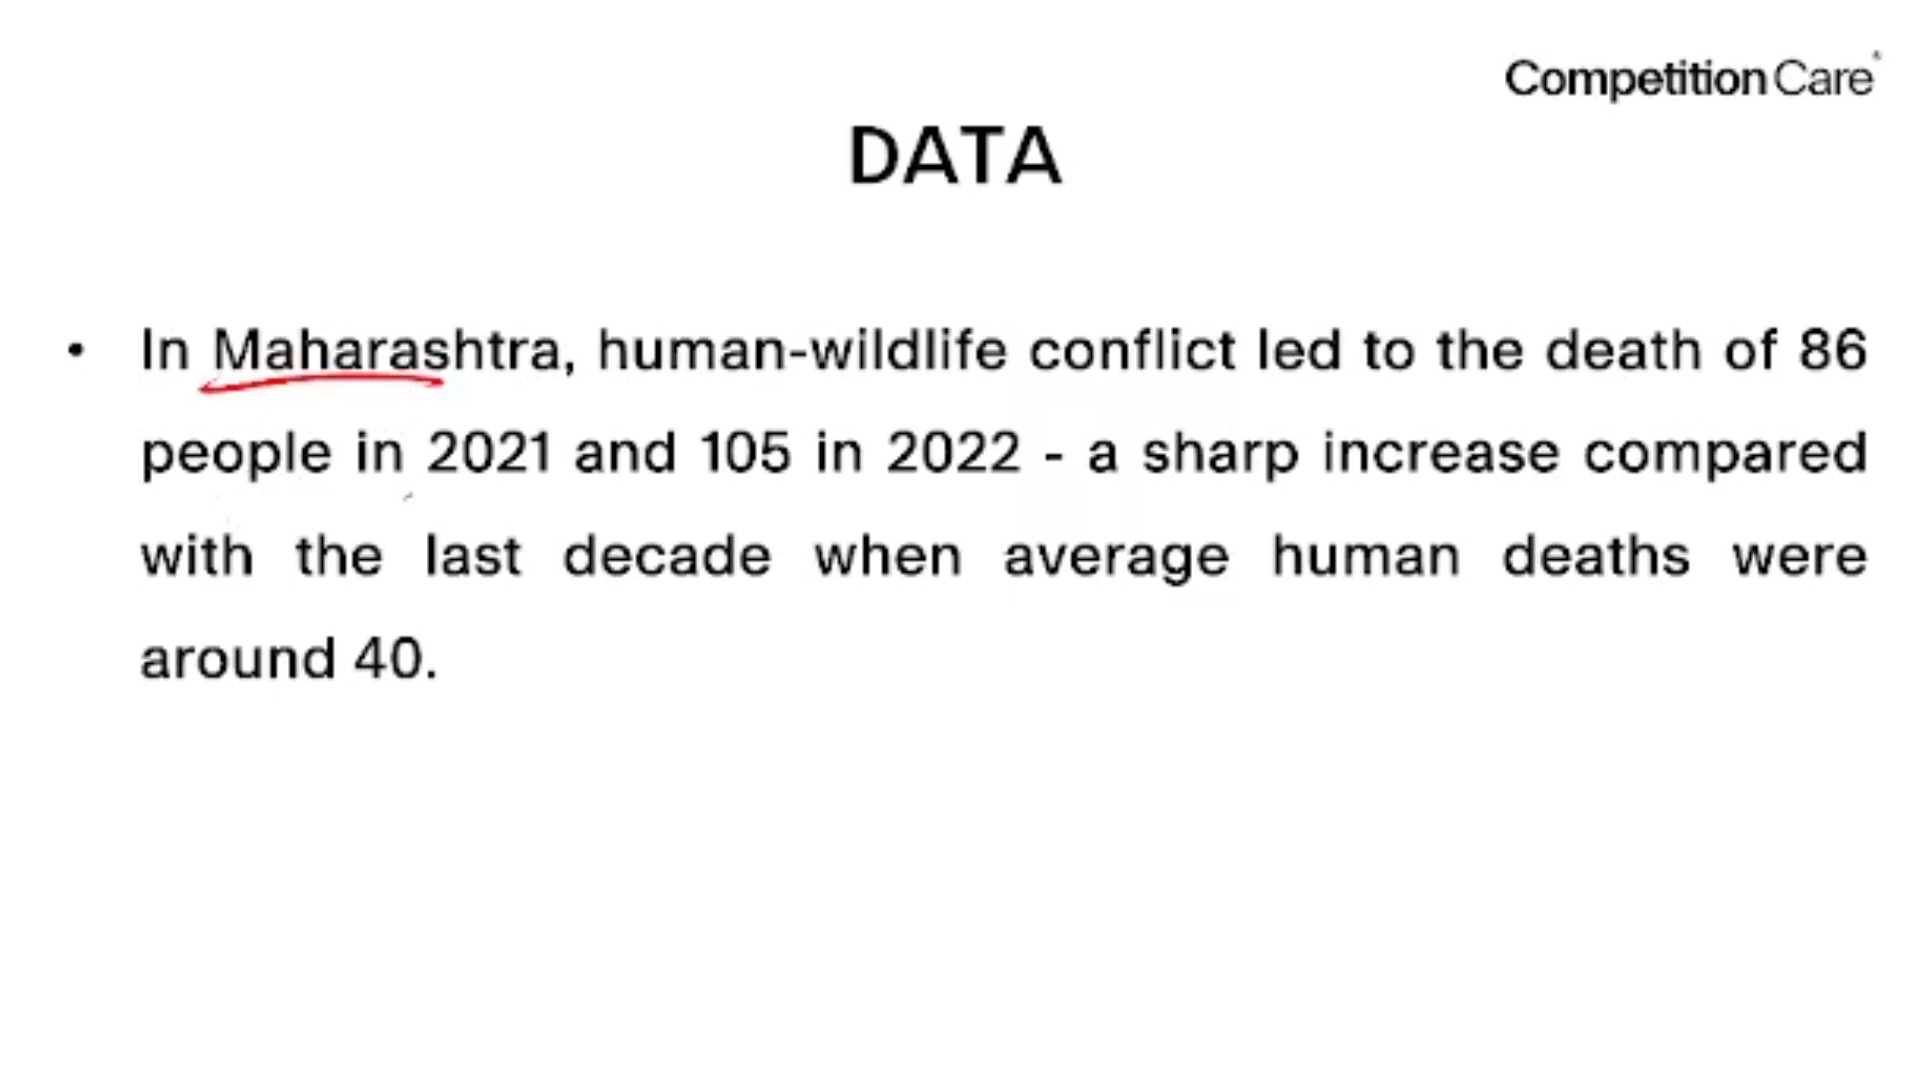 Competition Care
DATA
• In Maharashtra, human-wildlife conflict led to the death of 86
people in 2021 and 105 in 2022 - a sharp increase compared
with the last decade when average human deaths were
around 40.